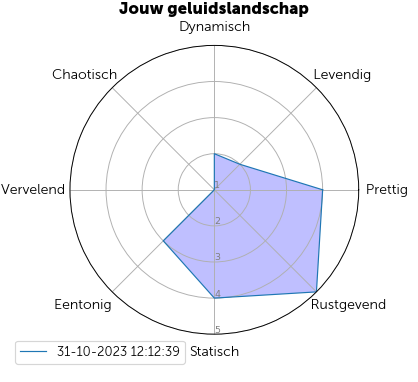 Jouw geluidslandschap
Dynamisch
Chaotisch
Levendig
Vervelend
1
Prettig
2
3
4
Eentonig
Rustgevend
5
31-10-2023 12:12:39
Statisch